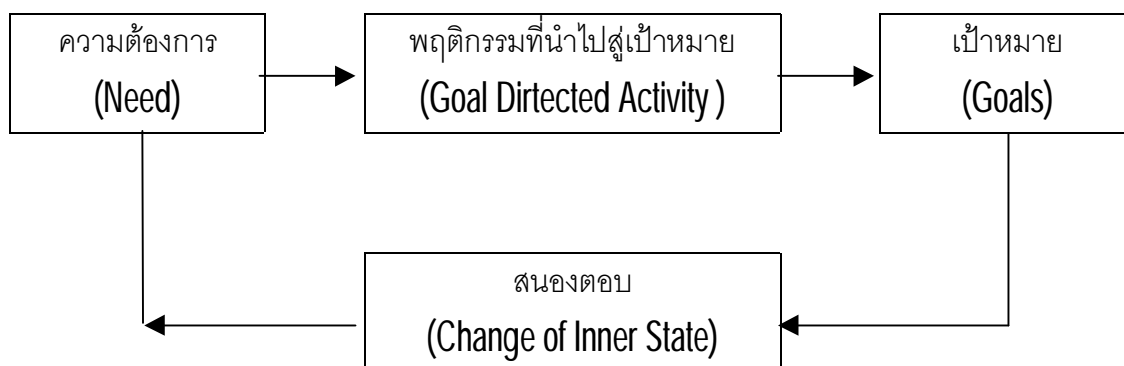 ความต้องการ
(Need)
พฤติกรรมที่นำไปสู่เป้าหมาย
(Goal Dirtected Activity )
เป้าหมาย
(Goals)
สนองตอบ
(Change of Inner State)